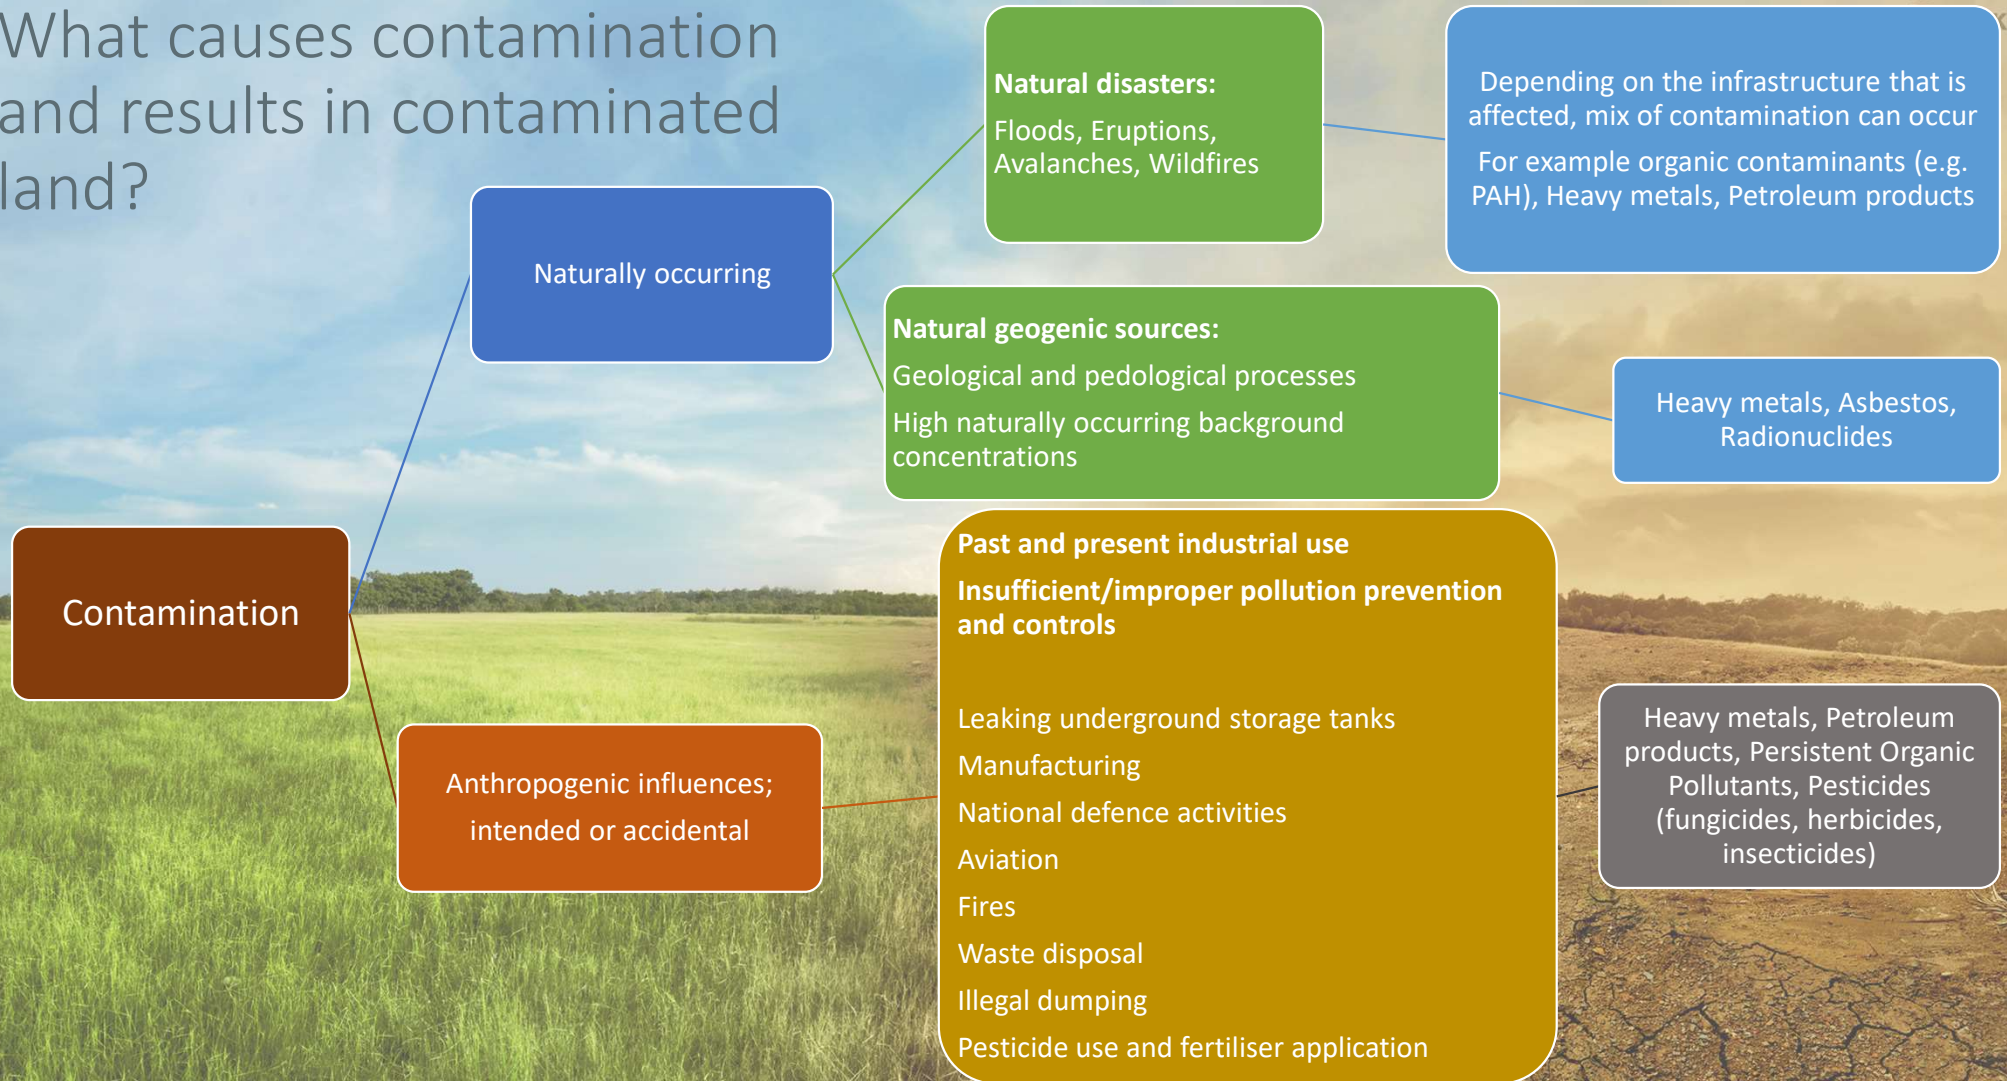 What causes contamination
and results in contaminated
land?
Natural disasters:
Floods, Eruptions,
Avalanches, Wildfires
Depending on the infrastructure that is
affected, mix of contamination can occur
For example organic contaminants (e.g.
PAH), Heavy metals, Petroleum products
Naturally occurring
Natural geogenic sources:
Geological and pedological processes
High naturally occurring background
concentrations
Heavy metals, Asbestos,
Radionuclides
Contamination
Anthropogenic influences;
intended or accidental
Past and present industrial use
Insufficient/improper pollution prevention
and controls
Leaking underground storage tanks
Manufacturing
National defence activities
Aviation
Fires
Waste disposal
Illegal dumping
Pesticide use and fertiliser application
Heavy metals, Petroleum
products, Persistent Organic
Pollutants, Pesticides
(fungicides, herbicides,
insecticides)